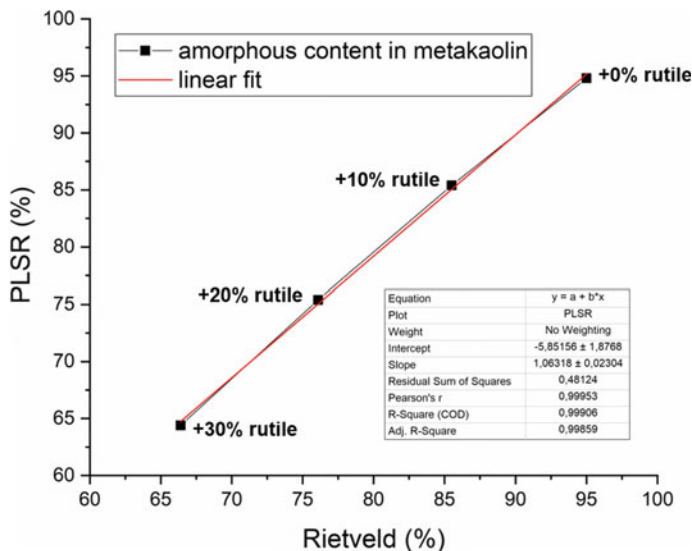 amorphous content in metakaolin
linear fit
PLSR (%)
100
95
90
85
80
75
70
65
60
+0% rutile
+10% rutile
+20% rutile
+30% rutile
Equation y = a + b*x
Plot PLSR
Weight No Weighting
Intercept -5,85156 ± 1,8768
Slope 1,06318 ± 0,02304
Residual Sum of Squares 0,48124
Pearson's r 0,99953
R-Square (COD) 0,99906
Adj. R-Square 0,99859
60 65 70 75 80 85 90 95 100
Rietveld (%)